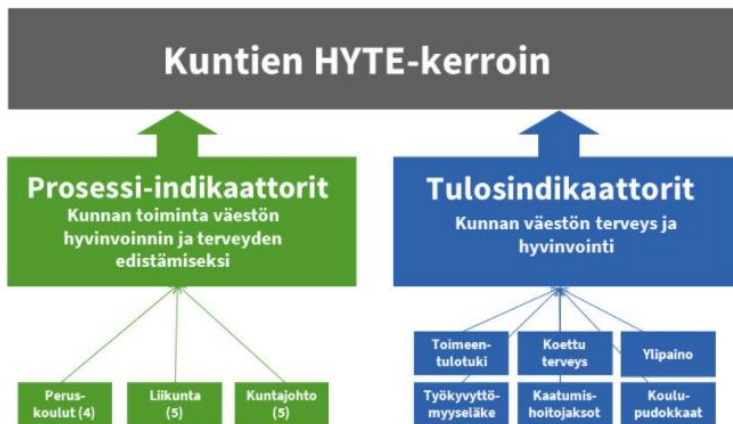 Kuntien HYTE-kerroin
Prosessi-indikaattorit
Kunnan toiminta väestön
hyvinvoinnin ja terveyden
edistämiseksi
Tulosindikaattorit
Kunnan väestön terveys ja
hyvinvointi
Perus-
koulut (4)
Liikunta
(5)
Kuntajohto
(5)
Toimeen-
tulotuki
Koettu
terveys
Ylipaino
Työkyvyttö-
myyseläke
Kaatumis-
hoitojaksot
Koulu-
pudokkaat